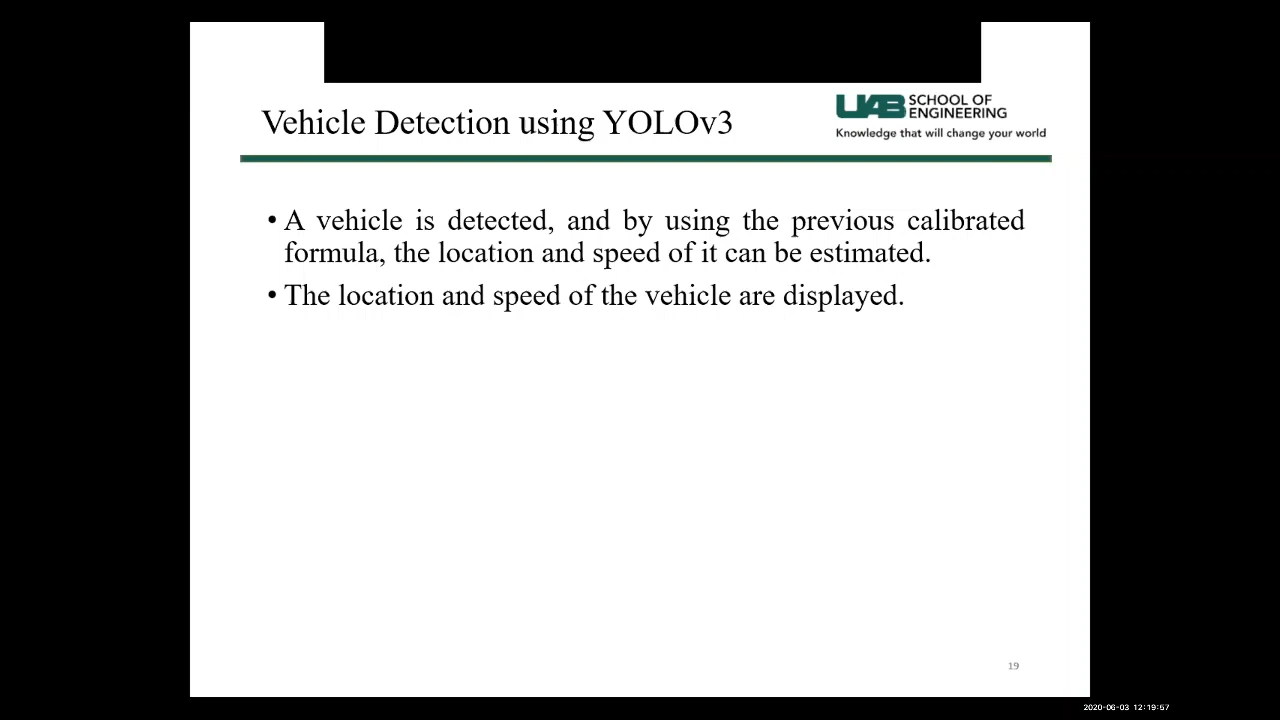 Vehicle Detection using YOLOv3
UAB SCHOOL OF
ENGINEERING
Knowledge that will change your world
• A vehicle is detected, and by using the previous calibrated
formula, the location and speed of it can be estimated.
• The location and speed of the vehicle are displayed.
19
2020-06-03 12:19:57